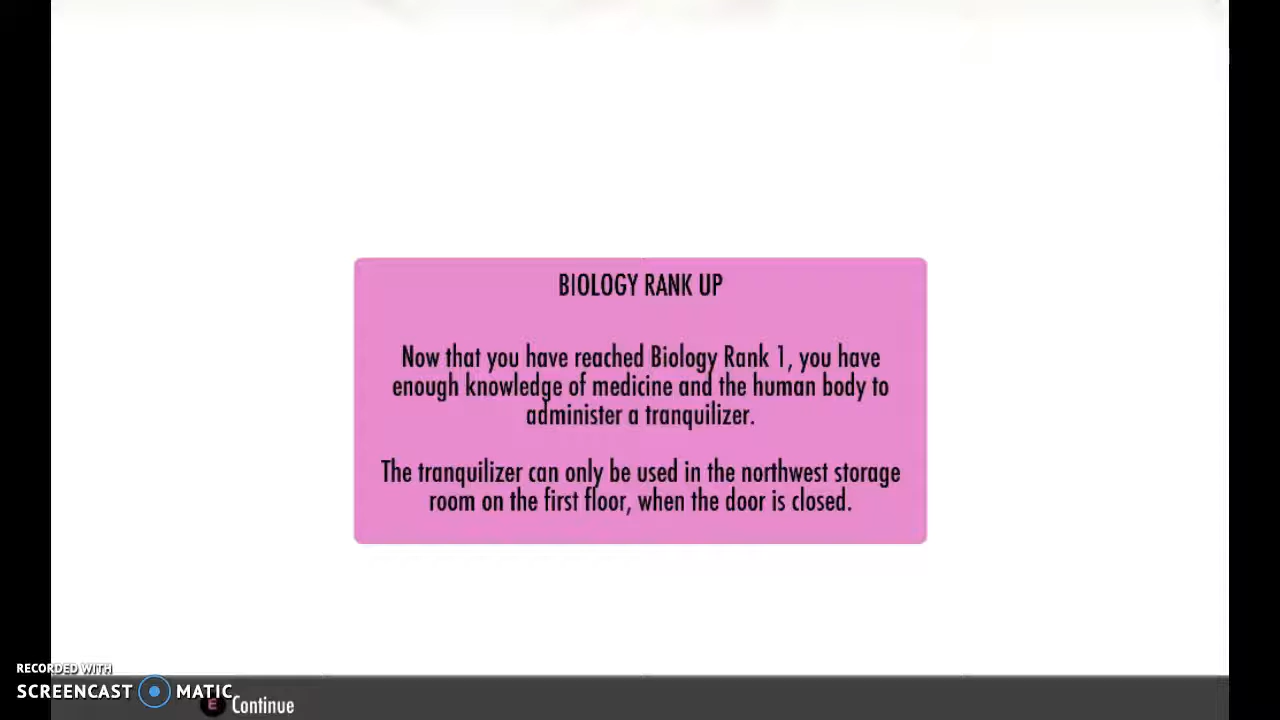 BIOLOGY RANK UP
Now that you have reached Biology Rank 1, you have
enough knowledge of medicine and the human body to
administer a tranquilizer.
The tranquilizer can only be used in the northwest storage
room on the first floor, when the door is closed.
RECORDED WITH
SCREENCAST MATIC
E Continue